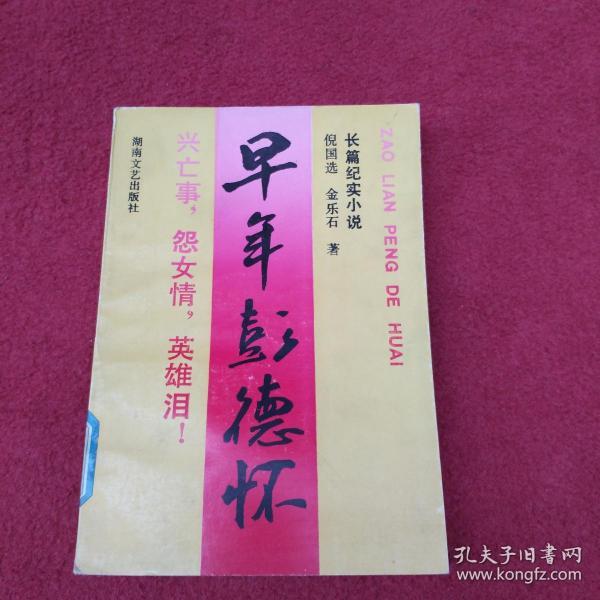 ZAO LIAN PENG DE HUAI
长篇纪实小说
倪国选 金乐石 著
早年彭德怀
兴亡事，怨女情，英雄泪！
湖南文艺出版社
孔夫子旧书网
www.kongfz.com